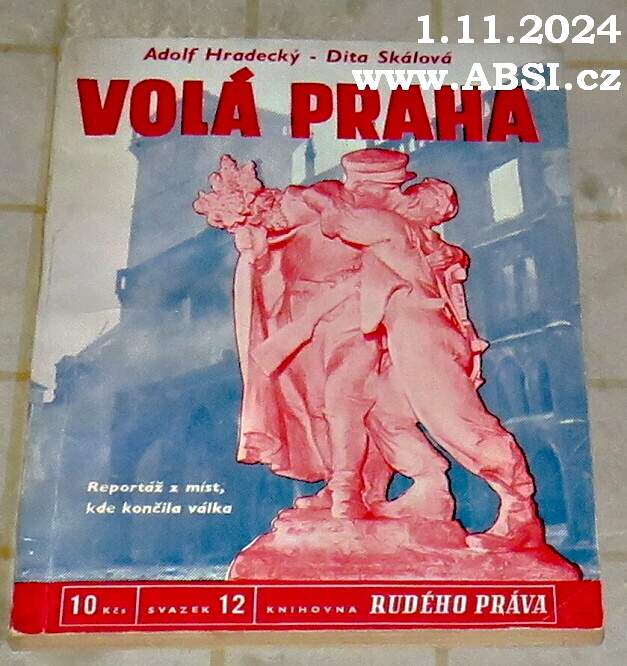 1.11.2024
www.ABSI.cz
Adolf Hradecký - Dita Skálová
VOLÁ PRAHA
Reportáž z míst,
kde končila válka
10 Kčs SVAZEK 12 KNIHOVNA RUDÉHO PRÁVA